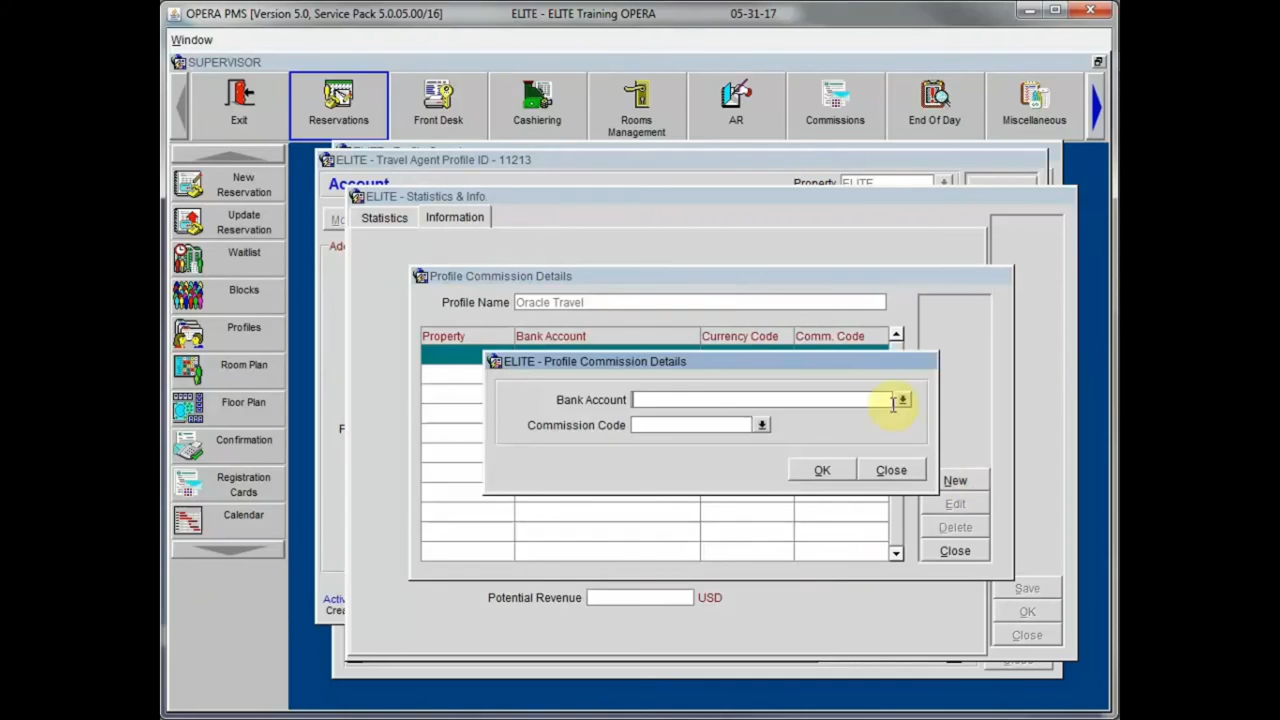 OPERA PMS [Version 5.0, Service Pack 5.0.05.00/16] ELITE - ELITE Training OPERA 05-31-17
Window
SUPERVISOR
Exit
Reservations
Front Desk
Cashiering
Rooms
Management
AR
Commissions
End Of Day
Miscellaneous
New
Reservation
Update
Reservation
Waitlist
Blocks
Profiles
Room Plan
Floor Plan
Confirmation
Registration
Cards
Calendar
ELITE - Travel Agent Profile ID - 11213
Account
Property ELITE
ELITE - Statistics & Info.
Statistics Information
Profile Commission Details
Profile Name Oracle Travel
Property Bank Account Currency Code Comm. Code
ELITE - Profile Commission Details
Bank Account
Commission Code
OK Close
New
Edit
Delete
Close
Potential Revenue USD
Save
OK
Close